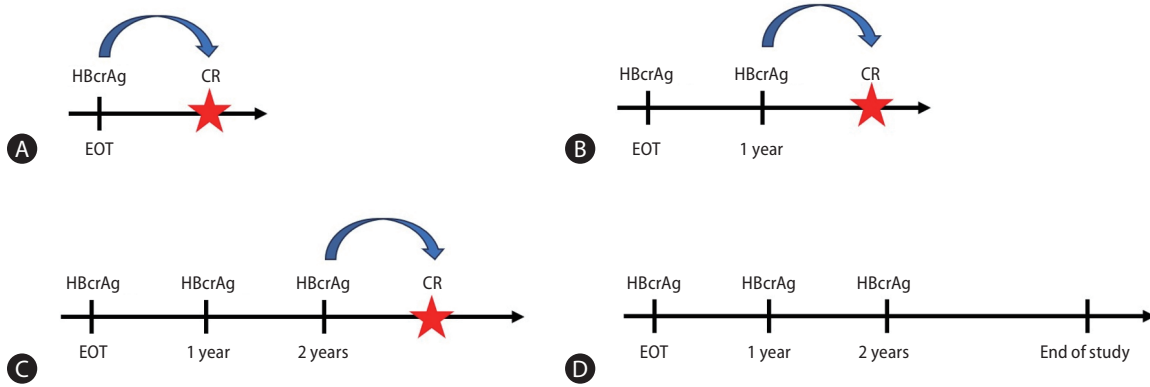 HBcrAg CR
EOT
A
HBcrAg HBcrAg CR
EOT 1 year
B
HBcrAg HBcrAg HBcrAg CR
EOT 1 year 2 years
C
HBcrAg HBcrAg HBcrAg
EOT 1 year 2 years End of study
D